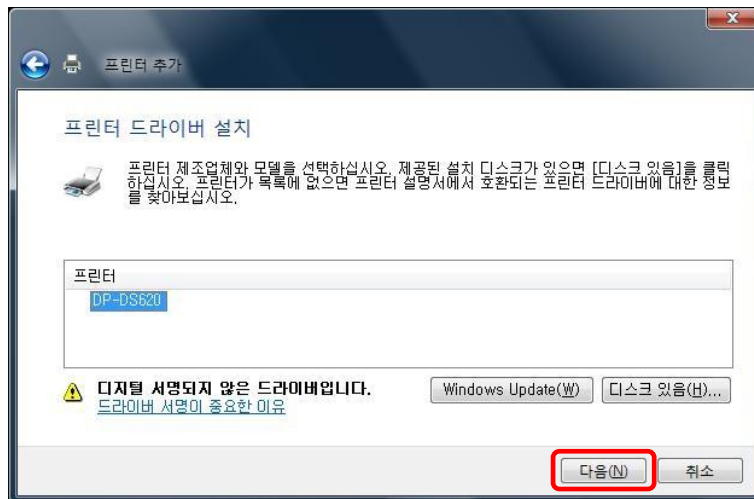 프린터 추가
프린터 드라이버 설치
프린터 제조업체와 모델을 선택하십시오. 제공된 설치 디스크가 있으면 [디스크 있음]을 클릭
하십시오. 프린터가 목록에 없으면 프린터 설명서에서 호환되는 프린터 드라이버에 대한 정보
를 찾아보십시오.
프린터
DP-DS620
디지털 서명되지 않은 드라이버입니다.
드라이버 서명이 중요한 이유
Windows Update(W) 디스크 있음(H)...
다음(N) 취소